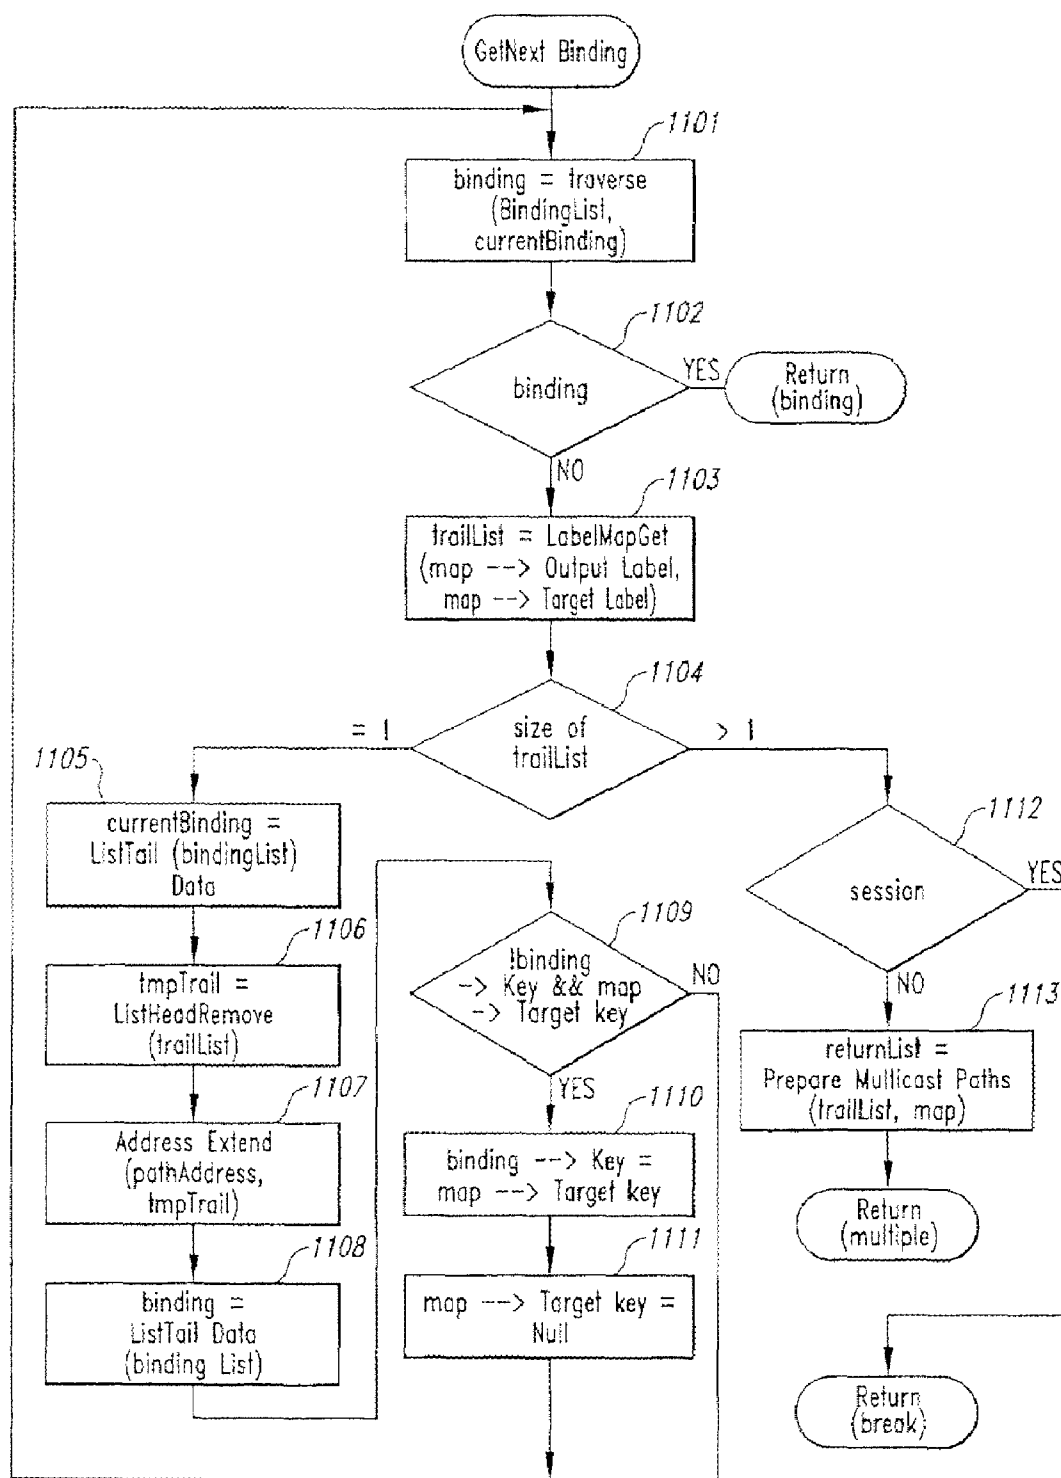 GetNext Binding
1101
binding = traverse
(BindingList,
currentBinding)
1102
binding
YES
Return
(binding)
NO
1103
trailList = LabelMapGet
(map --> Output Label,
map --> Target Label)
1104
size of
trailList
= 1
> 1
1105
currentBinding =
ListTail (bindingList)
Data
1106
tmpTrail =
ListHeadRemove
(trailList)
1107
Address Extend
(pathAddress,
tmpTrail)
1108
binding =
ListTail Data
(binding List)
1109
!binding
-> Key && map
-> Target key
NO
YES
1110
binding --> Key =
map --> Target key
1111
map --> Target key =
Null
1112
session
YES
NO
1113
returnList =
Prepare Multicast Paths
(trailList, map)
Return
(multiple)
Return
(break)